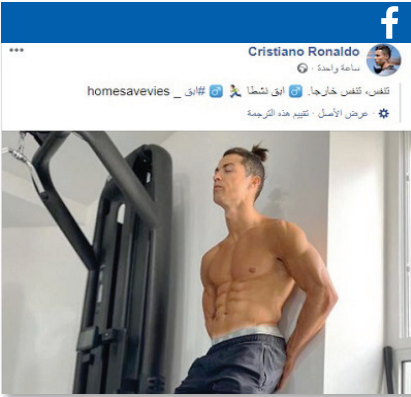 f
Cristiano Ronaldo
ساعة واحدة ·
تنفس، تنفس خارجا. ♂ ابق نشطا 🏃 ♂ #ابق _ homesavevies
· عرض الأصل · تقييم هذه الترجمة